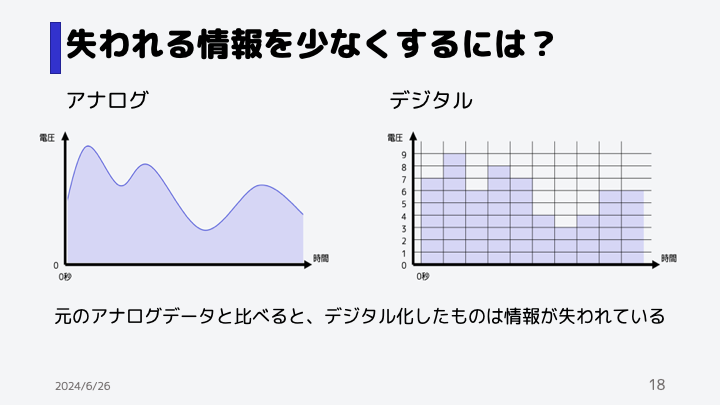 失われる情報を少なくするには？
アナログ
デジタル
電圧
0
0秒
時間
電圧
9
8
7
6
5
4
3
2
1
0
0秒
時間
元のアナログデータと比べると、デジタル化したものは情報が失われている
2024/6/26
18